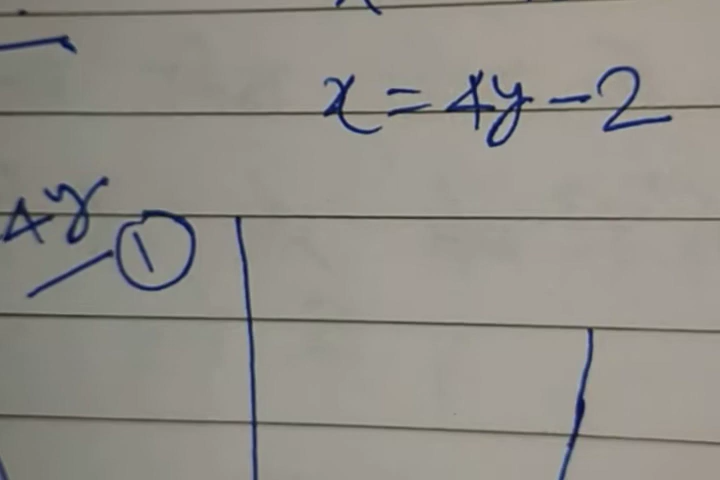 x = 4y - 2
4y ①